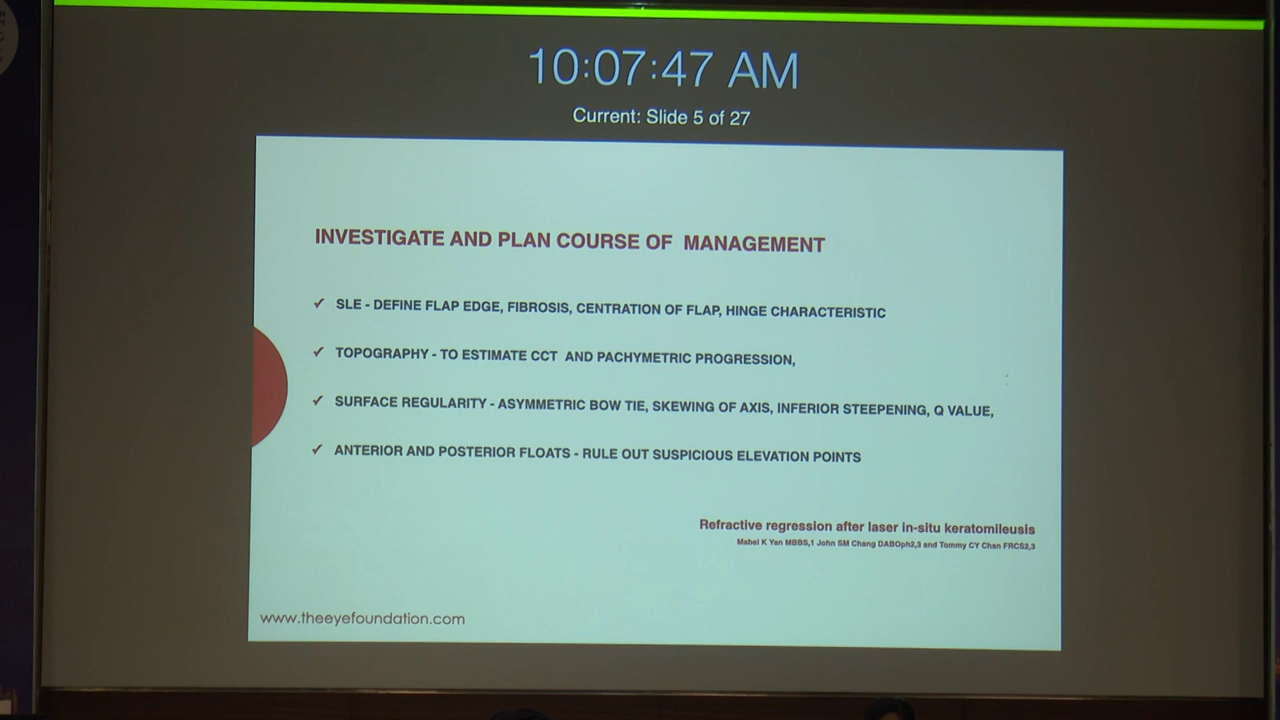 10:07:47 AM
Current: Slide 5 of 27
INVESTIGATE AND PLAN COURSE OF MANAGEMENT
✓ SLE - DEFINE FLAP EDGE, FIBROSIS, CENTRATION OF FLAP, HINGE CHARACTERISTIC
✓ TOPOGRAPHY - TO ESTIMATE CCT AND PACHYMETRIC PROGRESSION,
✓ SURFACE REGULARITY - ASYMMETRIC BOW TIE, SKEWING OF AXIS, INFERIOR STEEPENING, Q VALUE,
✓ ANTERIOR AND POSTERIOR FLOATS - RULE OUT SUSPICIOUS ELEVATION POINTS
Refractive regression after laser in-situ keratomileusis
Mabel K Yan MBBS,1 John SM Chang DABOph2,3 and Tommy CY Chan FRCS2,3
www.theeyefoundation.com